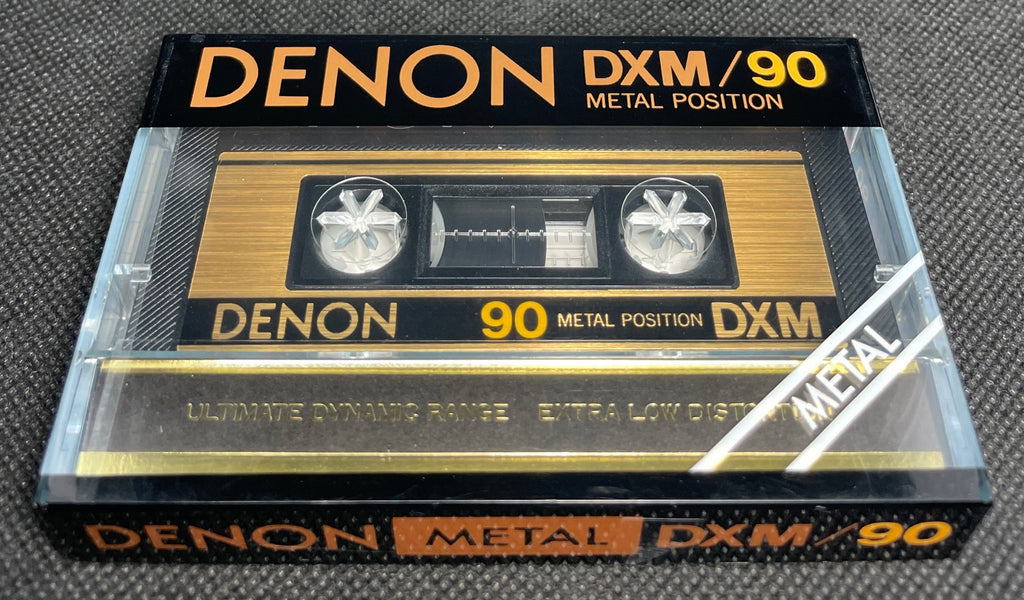 DENON DXM/90
METAL POSITION
DENON 90 METAL POSITION DXM
METAL
ULTIMATE DYNAMIC RANGE EXTRA LOW DISTORTION
DENON METAL DXM/90